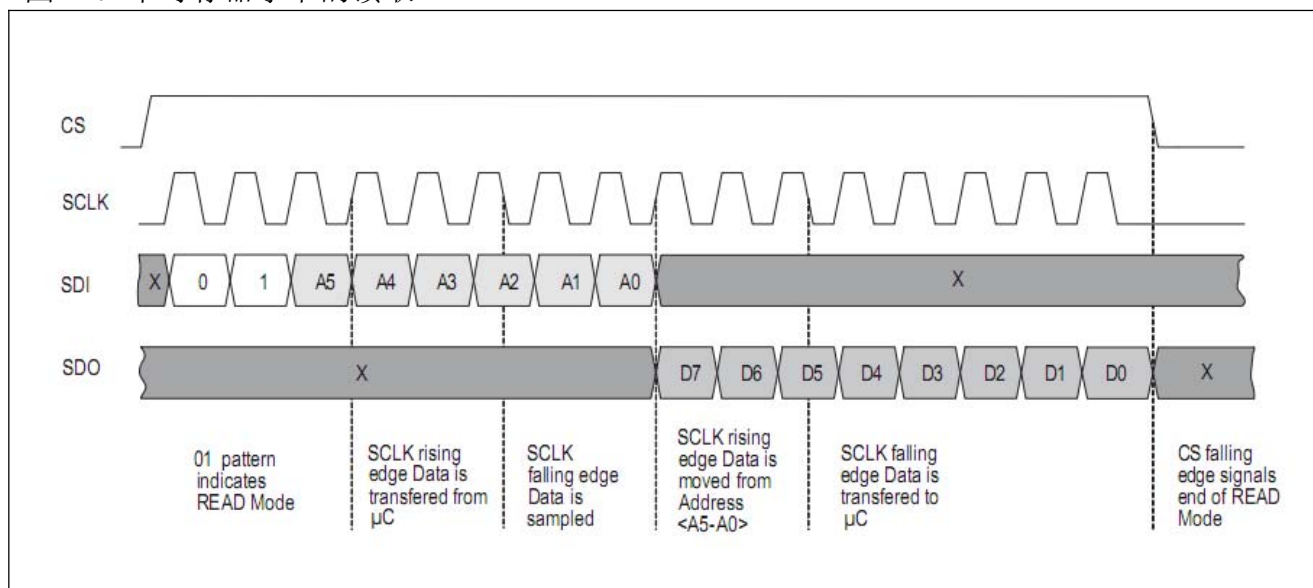 CS
SCLK
SDI
X 0 1 A5 A4 A3 A2 A1 A0 X
SDO
X D7 D6 D5 D4 D3 D2 D1 D0 X
01 pattern
indicates
READ Mode
SCLK rising
edge Data is
transfered from
µC
SCLK
falling edge
Data is
sampled
SCLK rising
edge Data is
moved from
Address
<A5-A0>
SCLK falling
edge Data is
transfered to
µC
CS falling
edge signals
end of READ
Mode